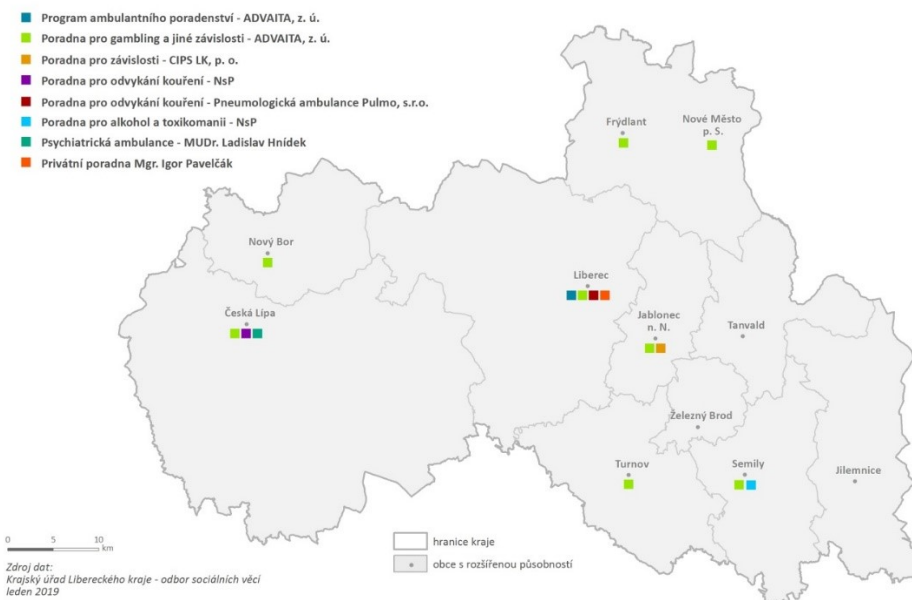 Program ambulantního poradenství - ADVAITA, z. ú.
Poradna pro gambling a jiné závislosti - ADVAITA, z. ú.
Poradna pro závislosti - CIPS LK, p. o.
Poradna pro odvykání kouření - NsP
Poradna pro odvykání kouření - Pneumologická ambulance Pulmo, s.r.o.
Poradna pro alkohol a toxikomanii - NsP
Psychiatrická ambulance - MUDr. Ladislav Hnídek
Privátní poradna Mgr. Igor Pavelčák
Frýdlant
Nové Město
p. S.
Nový Bor
Liberec
Česká Lípa
Jablonec
n. N.
Tanvald
Železný Brod
Turnov
Semily
Jilemnice
0 5 10
km
hranice kraje
obce s rozšířenou působností
Zdroj dat:
Krajský úřad Libereckého kraje - odbor sociálních věcí
leden 2019